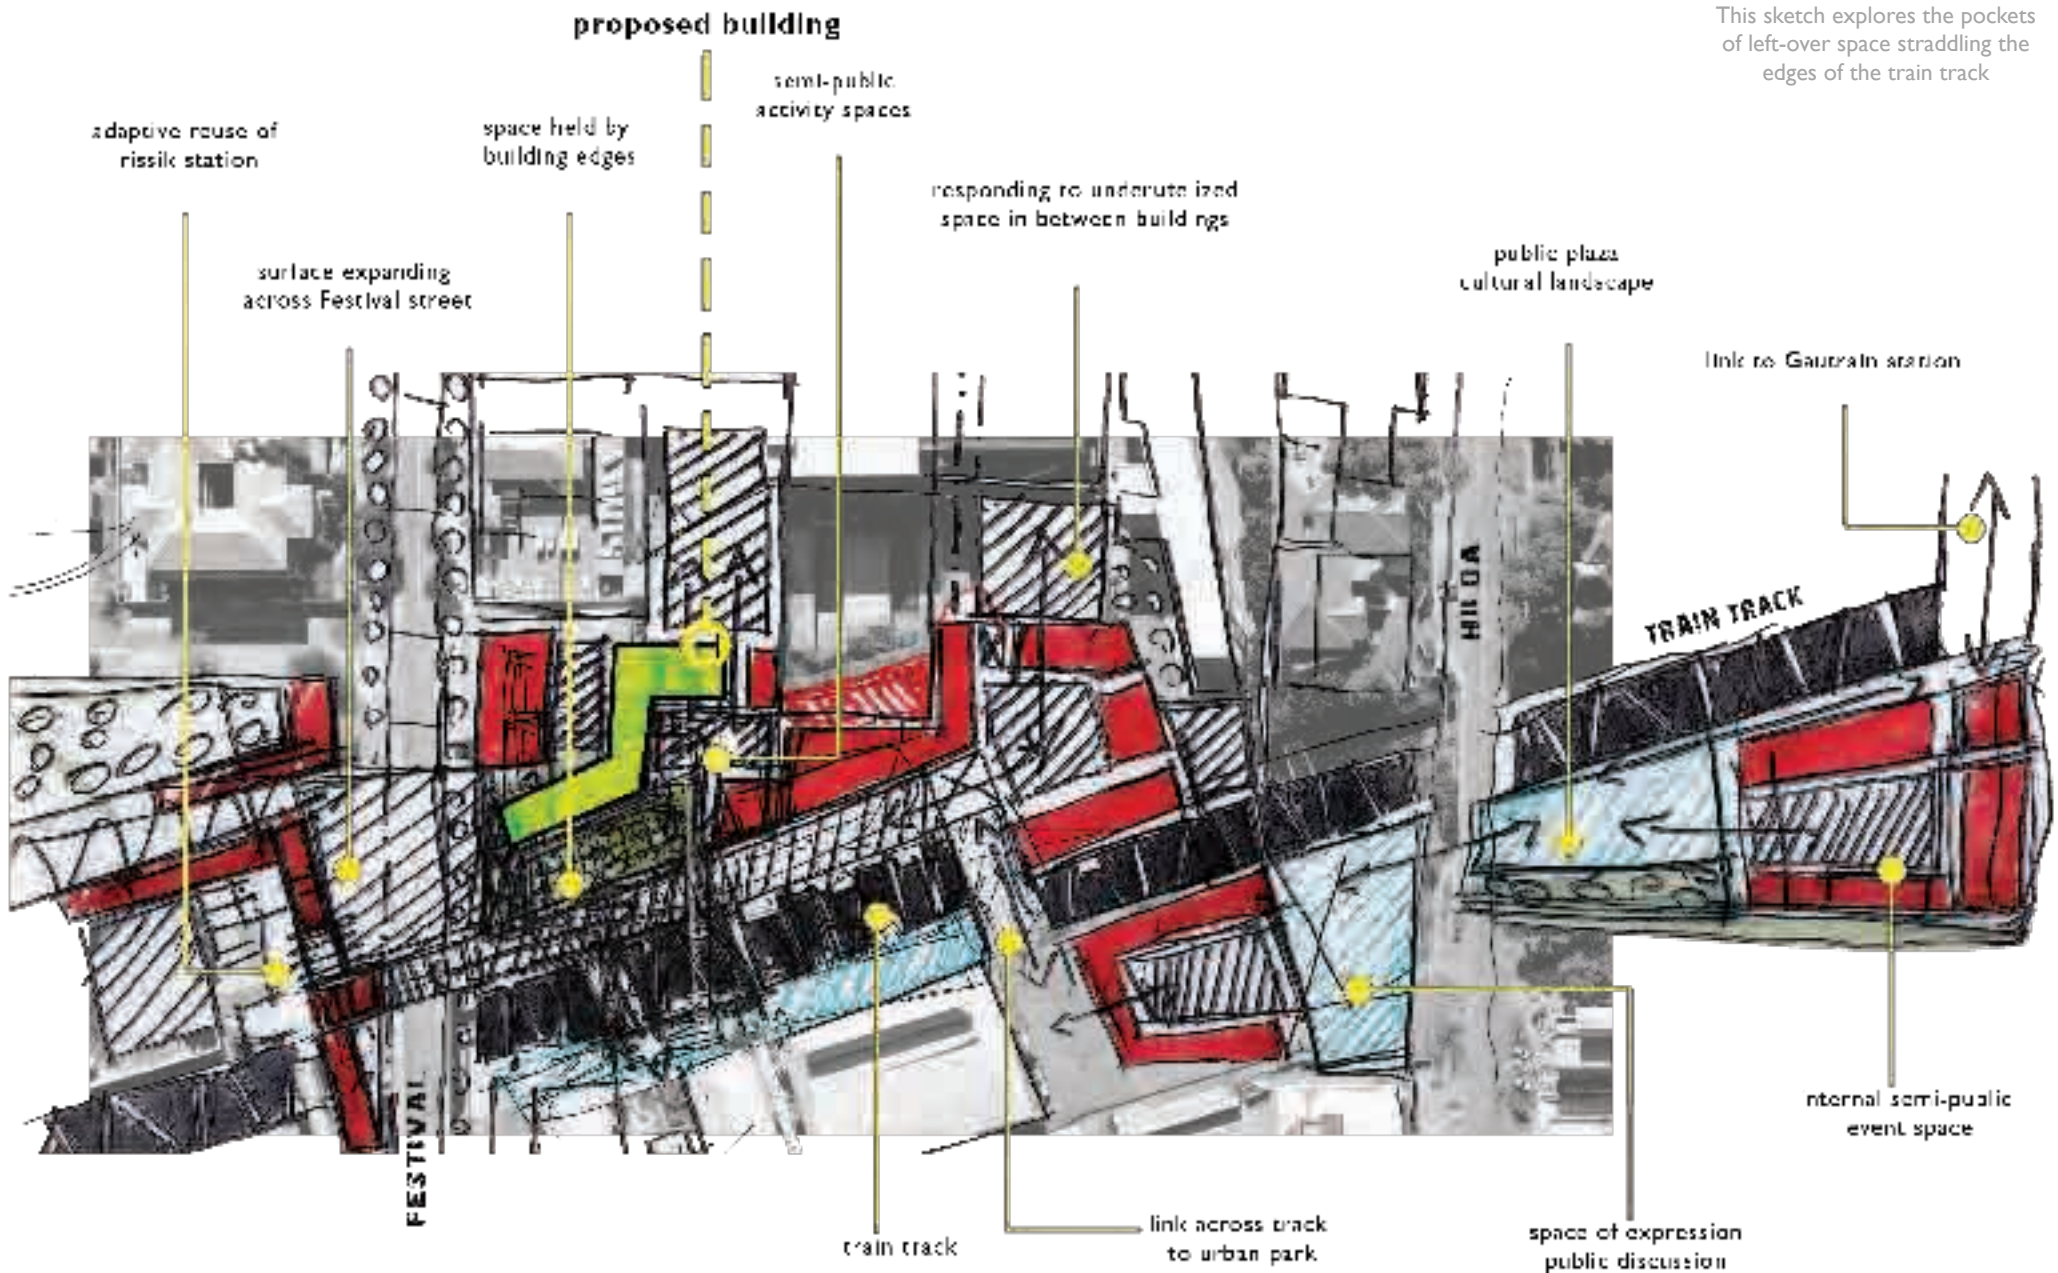 This sketch explores the pockets
of left-over space straddling the
edges of the train track
proposed building
semi-public
activity spaces
adaptive reuse of
rissik station
space held by
building edges
responding to underutilized
space in between buildings
surface expanding
across Festival street
public plaza
cultural landscape
link to Gautrain station
HILDA
TRAIN TRACK
FESTIVAL
internal semi-public
event space
train track
link across track
to urban park
space of expression
public discussion